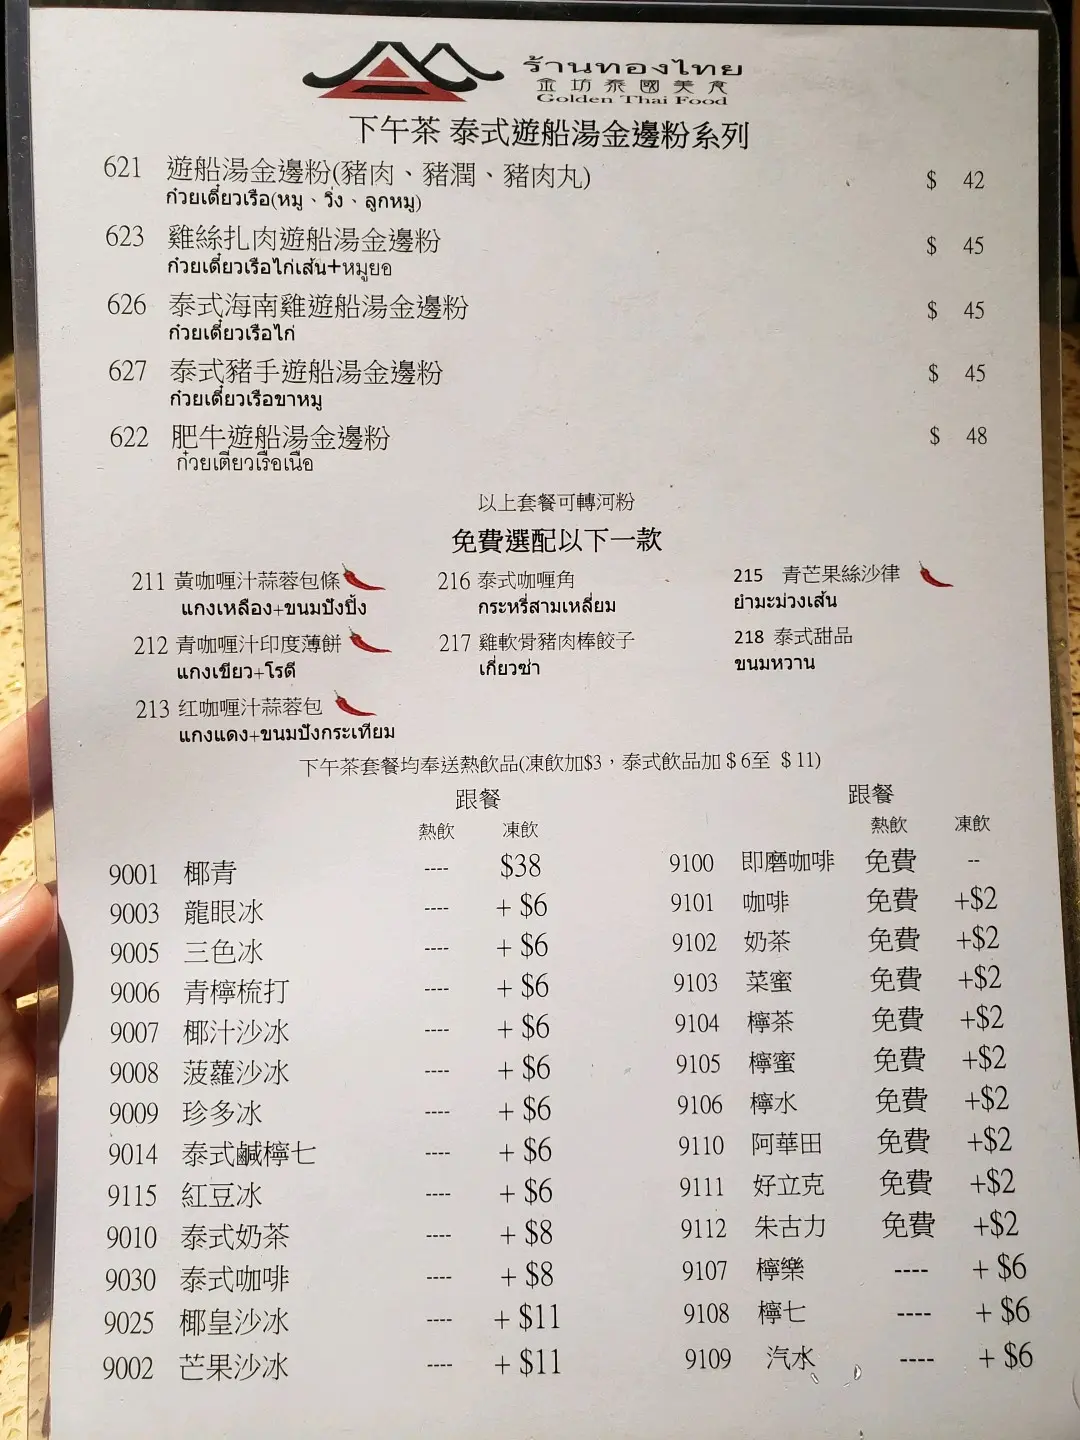 ร้านทองไทย
金坊泰國美食
Golden Thai Food
下午茶 泰式遊船湯金邊粉系列
621 遊船湯金邊粉(豬肉、豬潤、豬肉丸) $ 42
ก๋วยเตี๋ยวเรือ(หมู、วิ่ง、ลูกหมู)
623 雞絲扎肉遊船湯金邊粉 $ 45
ก๋วยเตี๋ยวเรือไก่เส้น+หมูยอ
626 泰式海南雞遊船湯金邊粉 $ 45
ก๋วยเตี๋ยวเรือไก่
627 泰式豬手遊船湯金邊粉 $ 45
ก๋วยเตี๋ยวเรือขาหมู
622 肥牛遊船湯金邊粉 $ 48
ก๋วยเตี๋ยวเรือเนื้อ
以上套餐可轉河粉
免費選配以下一款
211 黃咖喱汁蒜蓉包條 216 泰式咖喱角 215 青芒果絲沙律
แกงเหลือง+ขนมปังปิ้ง กระหรี่สามเหลี่ยม ยำมะม่วงเส้น
212 青咖喱汁印度薄餅 217 雞軟骨豬肉棒餃子 218 泰式甜品
แกงเขียว+โรตี เกี่ยวซ่า ขนมหวาน
213 红咖喱汁蒜蓉包
แกงแดง+ขนมปังกระเทียม
下午茶套餐均奉送熱飲品(凍飲加$3，泰式飲品加 $ 6至 $ 11)
跟餐 跟餐
熱飲 凍飲 熱飲 凍飲
9001 椰青 ---- $38 9100 即磨咖啡 免費 --
9003 龍眼冰 ---- + $6 9101 咖啡 免費 +$2
9005 三色冰 ---- + $6 9102 奶茶 免費 +$2
9006 青檸梳打 ---- + $6 9103 菜蜜 免費 +$2
9007 椰汁沙冰 ---- + $6 9104 檸茶 免費 +$2
9008 菠蘿沙冰 ---- + $6 9105 檸蜜 免費 +$2
9009 珍多冰 ---- + $6 9106 檸水 免費 +$2
9014 泰式鹹檸七 ---- + $6 9110 阿華田 免費 +$2
9115 紅豆冰 ---- + $6 9111 好立克 免費 +$2
9010 泰式奶茶 ---- + $8 9112 朱古力 免費 +$2
9030 泰式咖啡 ---- + $8 9107 檸樂 ---- + $6
9025 椰皇沙冰 ---- + $11 9108 檸七 ---- + $6
9002 芒果沙冰 ---- + $11 9109 汽水 ---- + $6